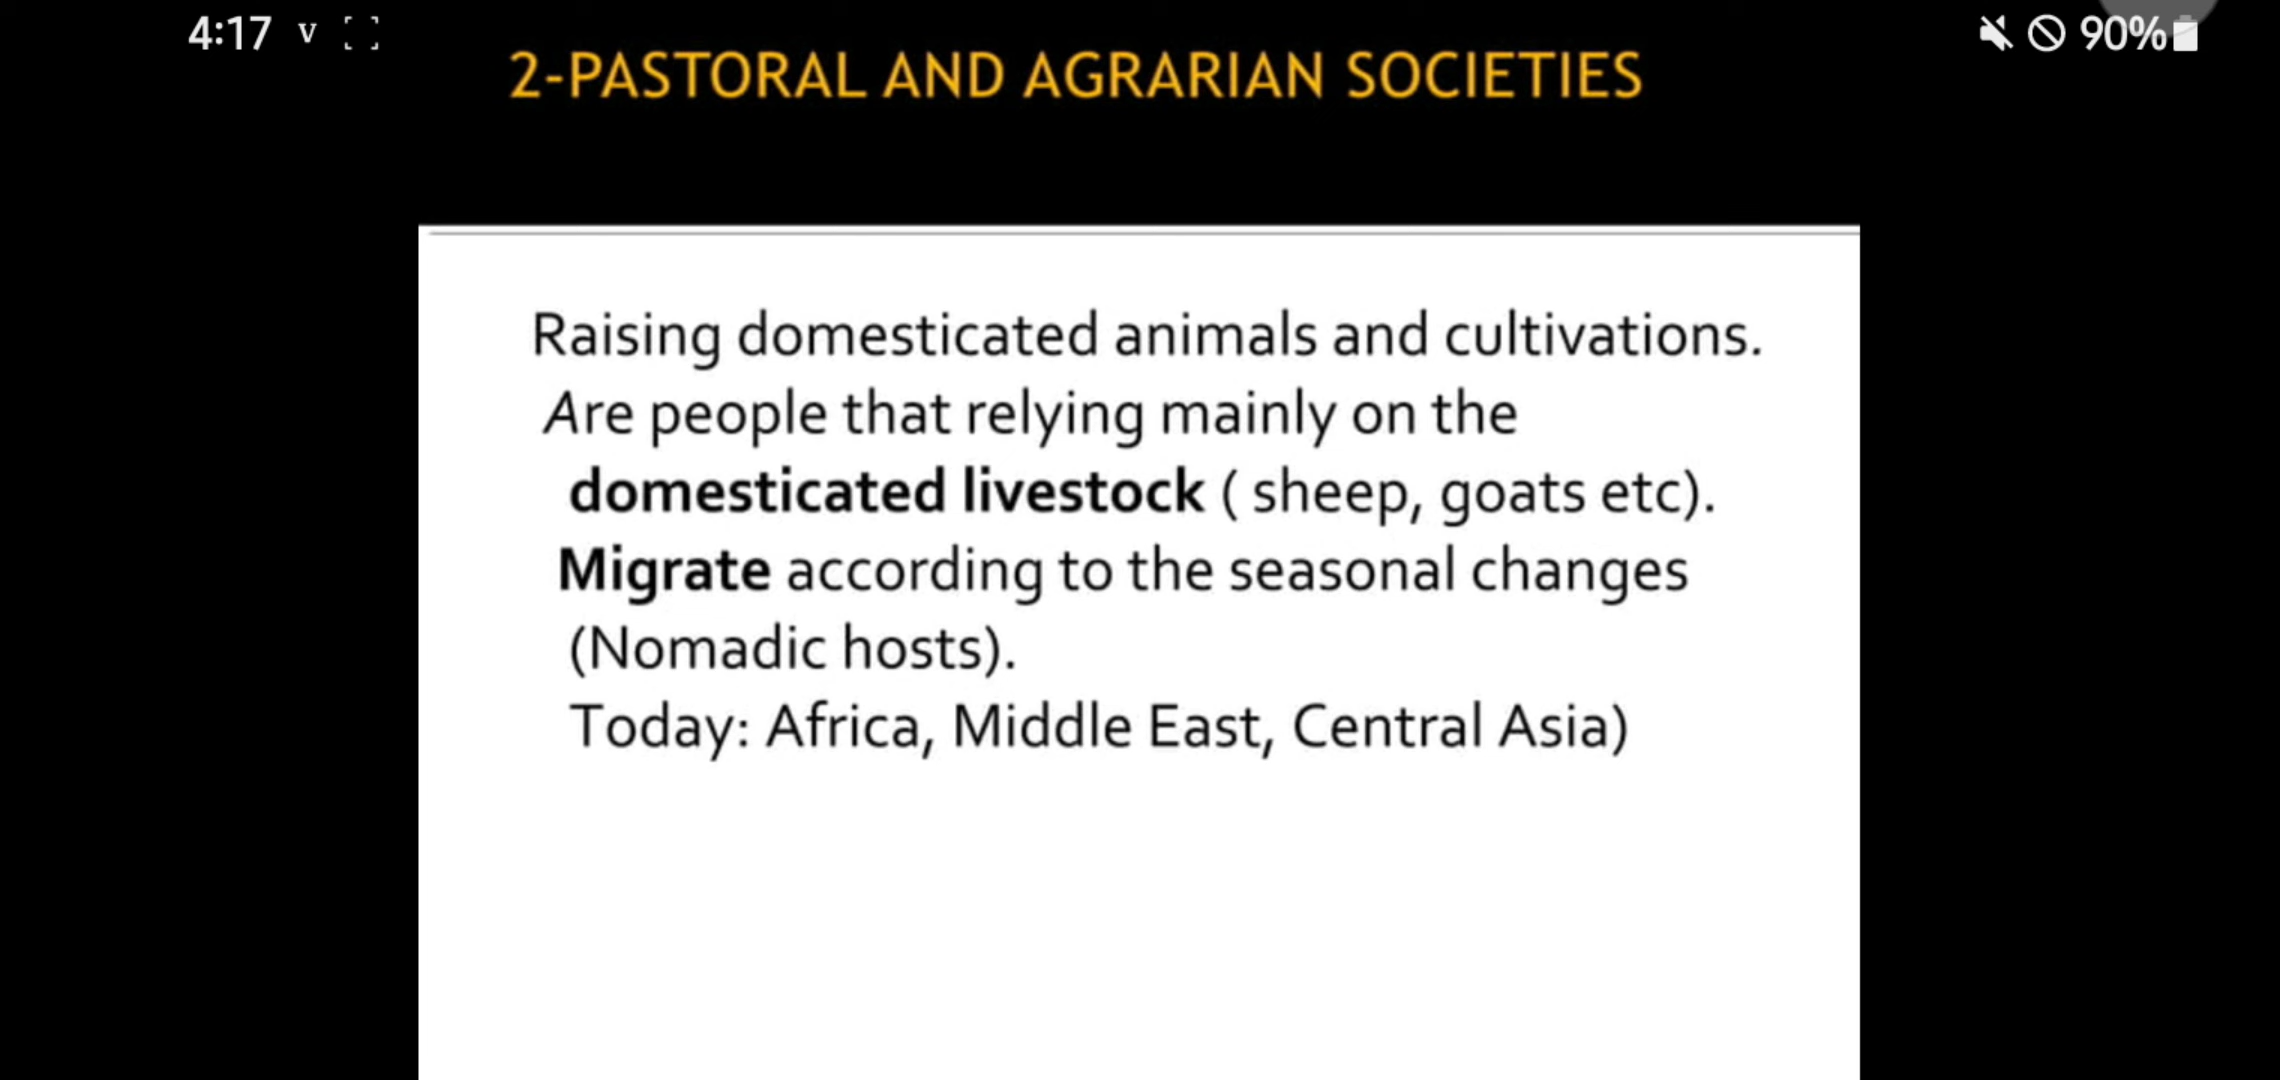 4:17 v
90%
2-PASTORAL AND AGRARIAN SOCIETIES
Raising domesticated animals and cultivations.
Are people that relying mainly on the
domesticated livestock ( sheep, goats etc).
Migrate according to the seasonal changes
(Nomadic hosts).
Today: Africa, Middle East, Central Asia)